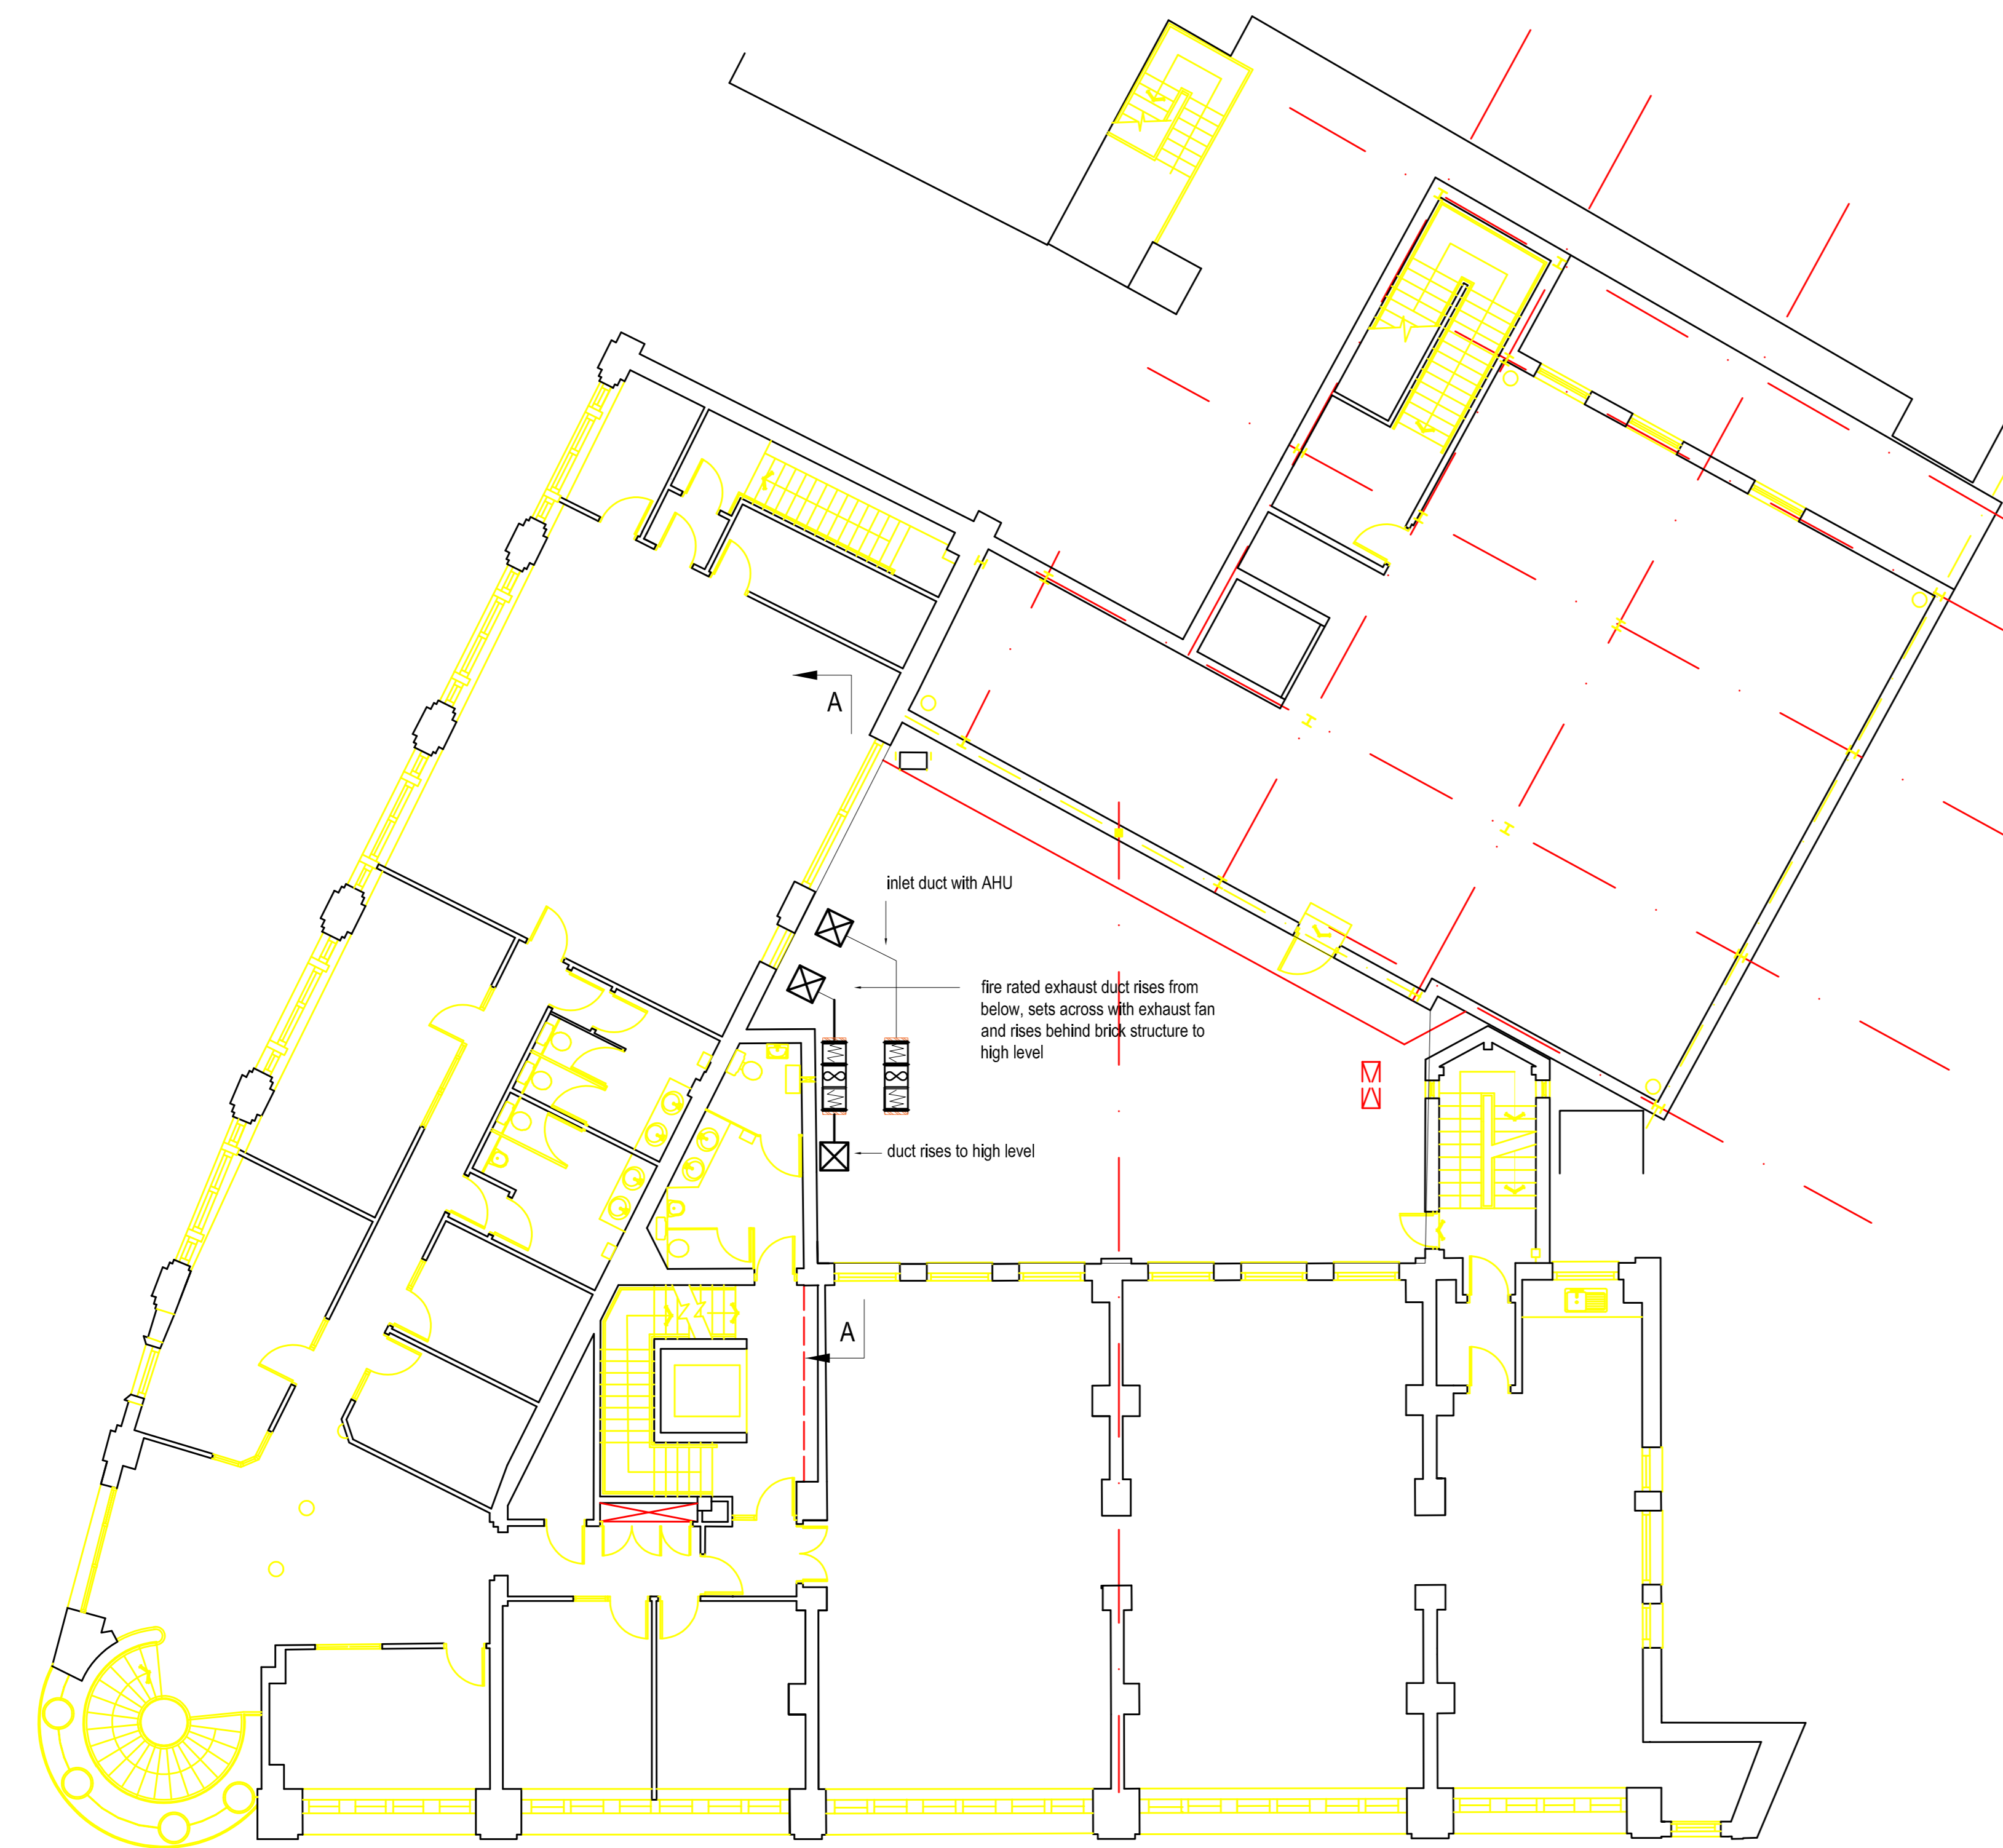 A
inlet duct with AHU
fire rated exhaust duct rises from
below, sets across with exhaust fan
and rises behind brick structure to
high level
duct rises to high level
A